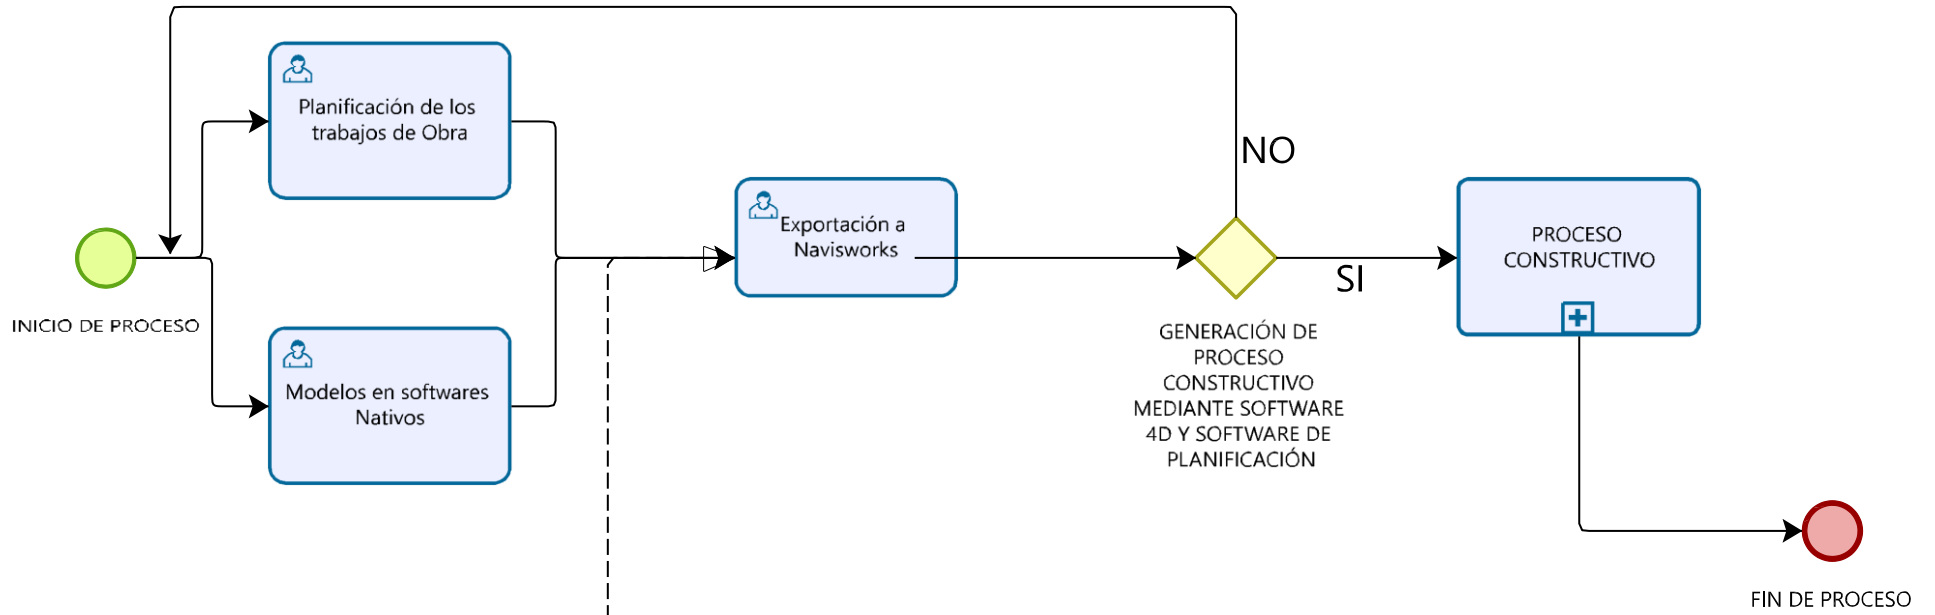 Planificación de los
trabajos de Obra
NO
Exportación a
Navisworks
PROCESO
CONSTRUCTIVO
SI
INICIO DE PROCESO
Modelos en softwares
Nativos
GENERACIÓN DE
PROCESO
CONSTRUCTIVO
MEDIANTE SOFTWARE
4D Y SOFTWARE DE
PLANIFICACIÓN
FIN DE PROCESO